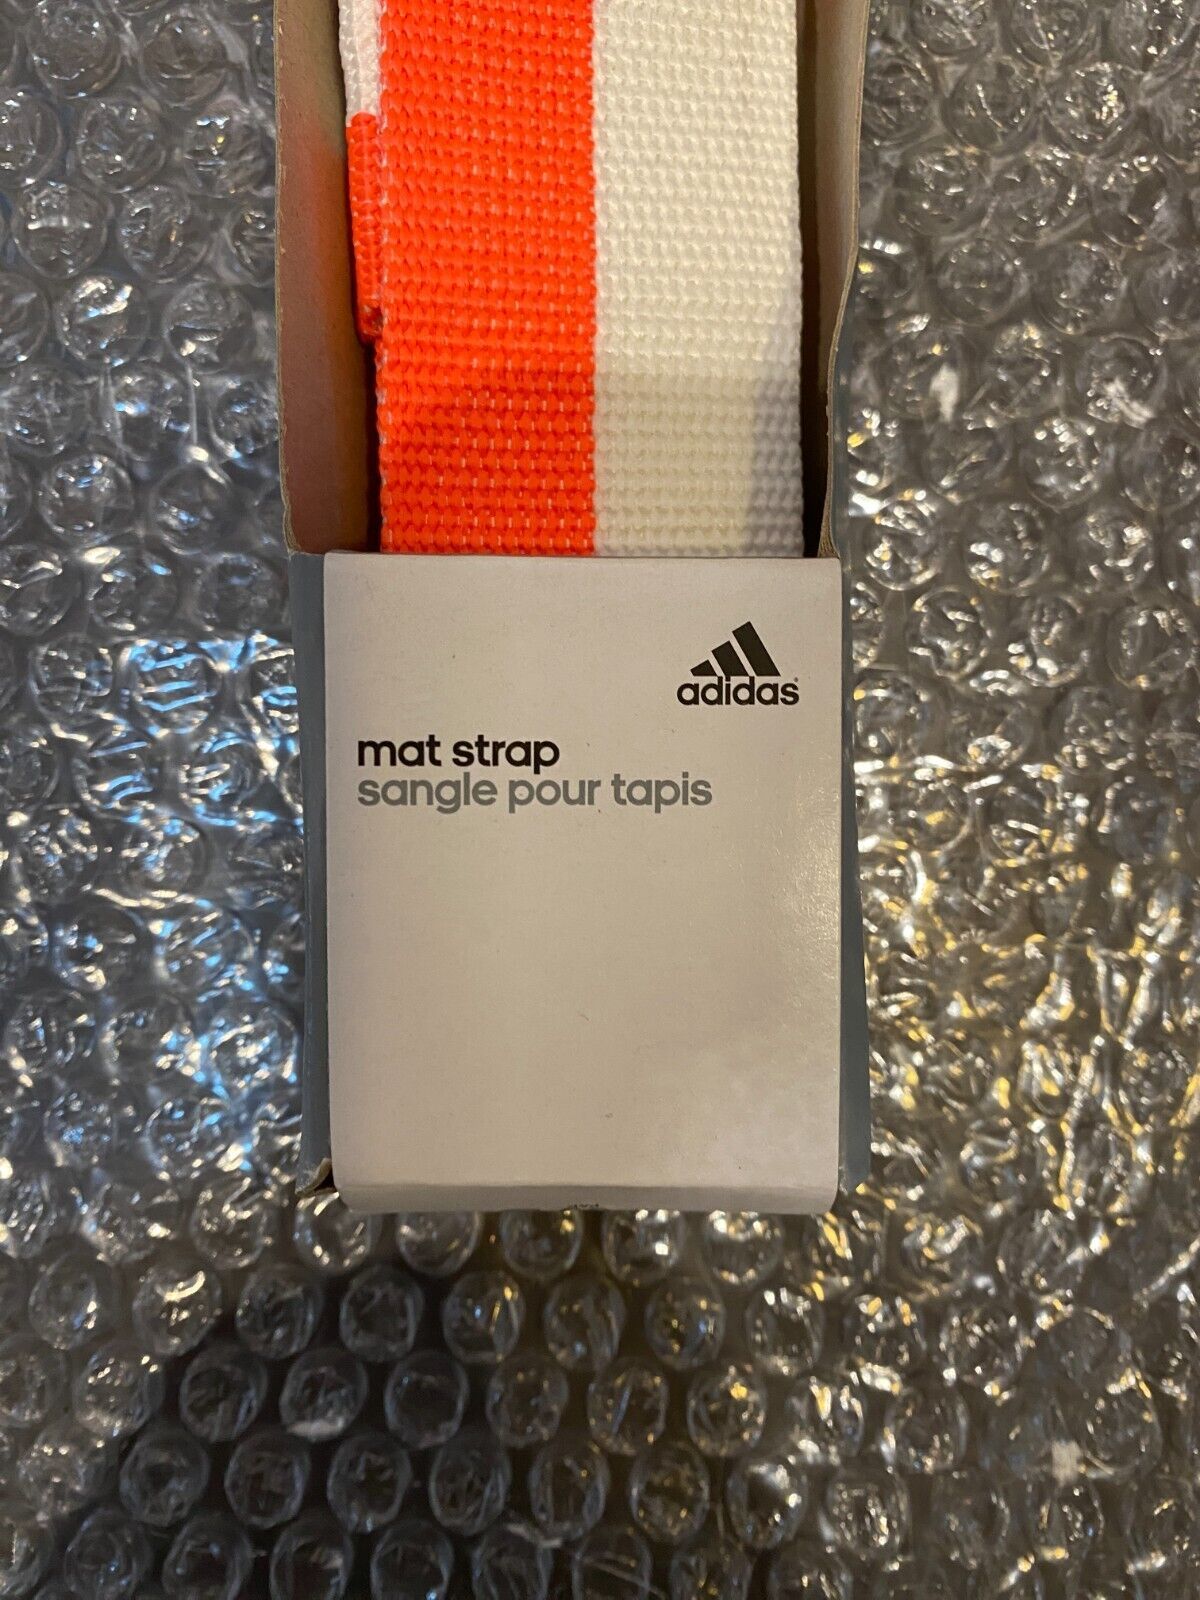 adidas®
mat strap
sangle pour tapis